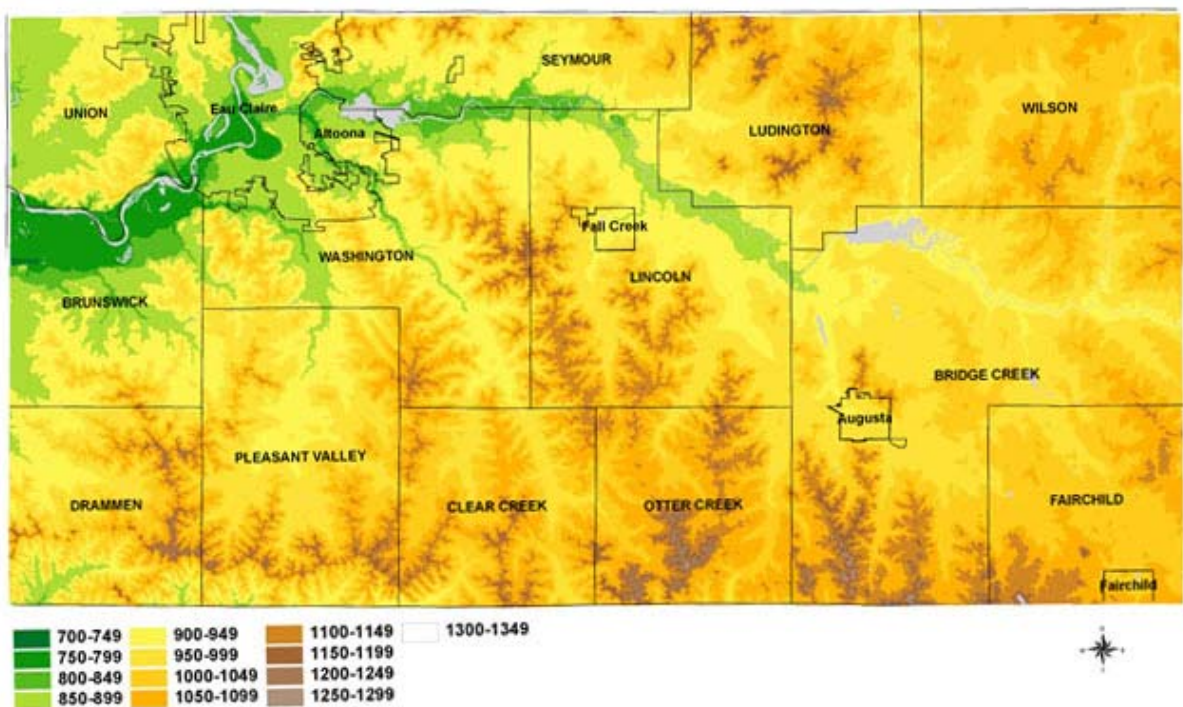 SEYMOUR
UNION
Eau Claire
WILSON
Altoona
LUDINGTON
Fall Creek
WASHINGTON
LINCOLN
BRUNSWICK
BRIDGE CREEK
Augusta
PLEASANT VALLEY
DRAMMEN
CLEAR CREEK
OTTER CREEK
FAIRCHILD
Fairchild
700-749
900-949
1100-1149
1300-1349
750-799
950-999
1150-1199
800-849
1000-1049
1200-1249
850-899
1050-1099
1250-1299